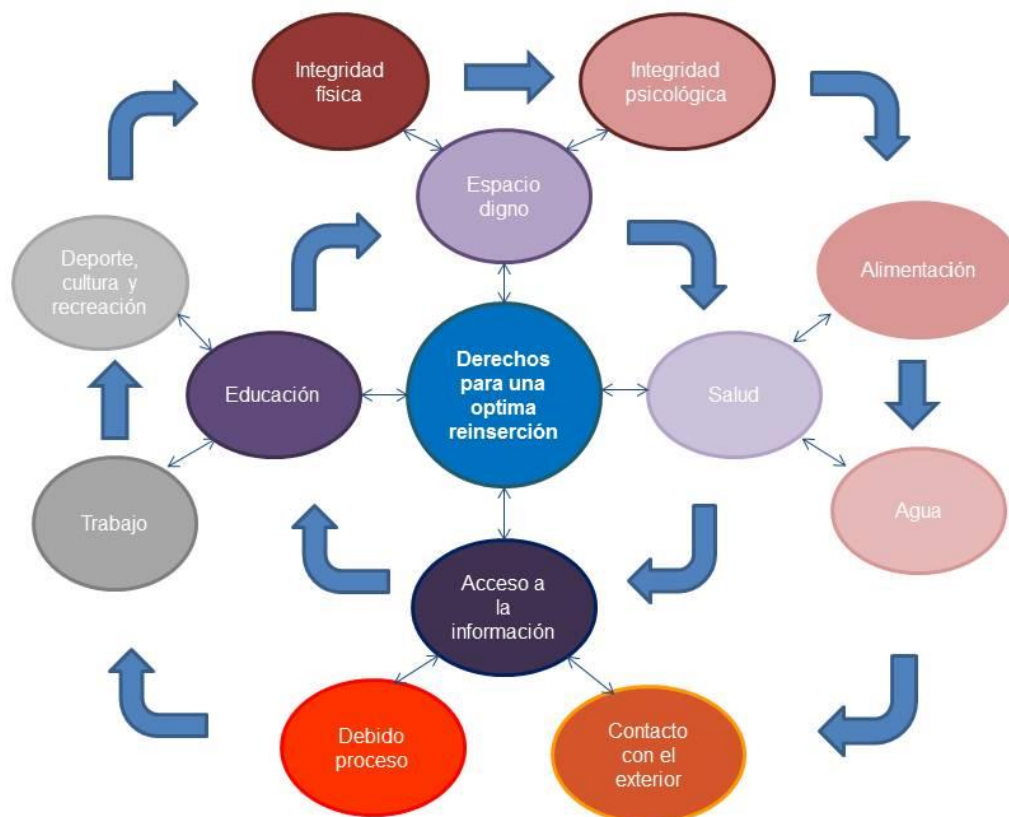 Integridad
física
Integridad
psicológica
Espacio
digno
Deporte,
cultura y
recreación
Alimentación
Educación
Derechos
para una
optima
reinserción
Salud
Trabajo
Agua
Acceso a
la
información
Debido
proceso
Contacto
con el
exterior